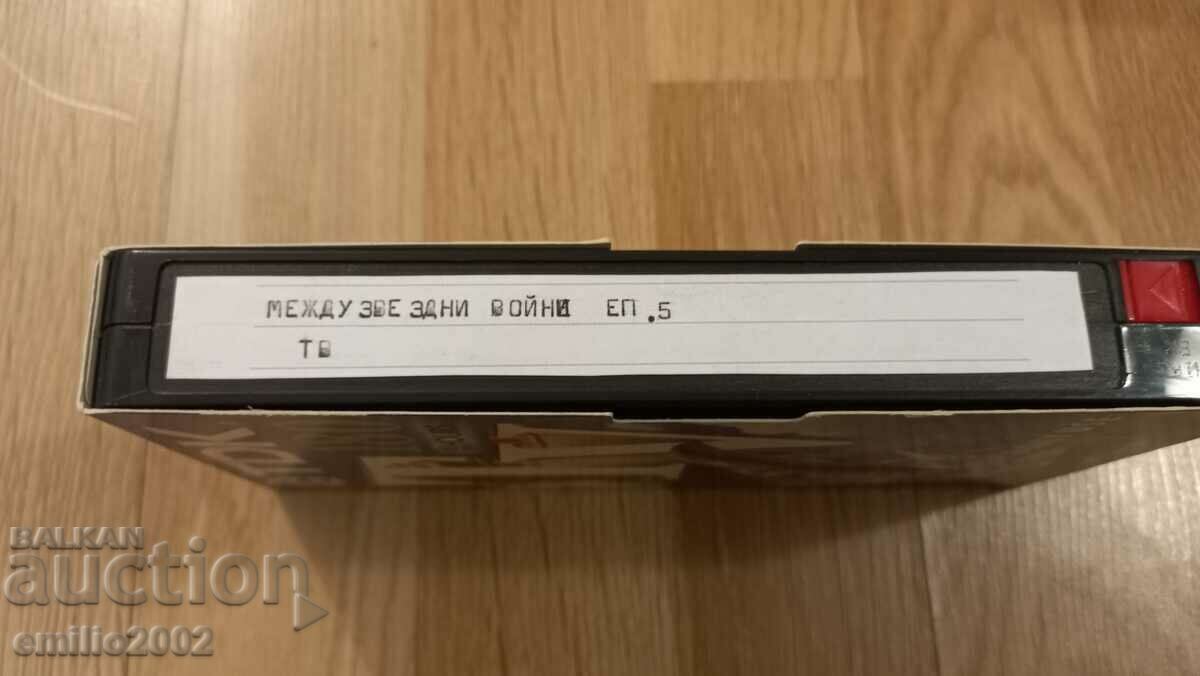 МЕЖДУЗВЕЗДНИ ВОЙНИ ЕП.5
ТВ
BALKAN
auction
emilio2002